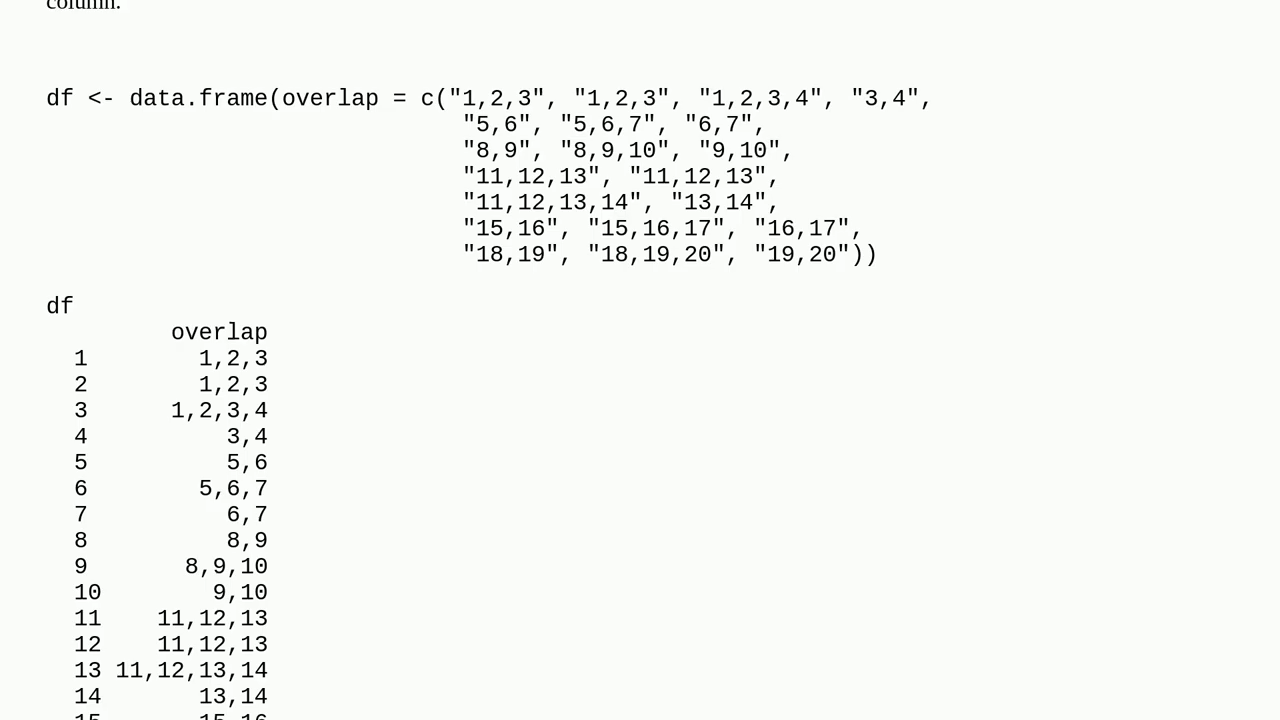 column.
df <- data.frame(overlap = c("1,2,3", "1,2,3", "1,2,3,4", "3,4",
"5,6", "5,6,7", "6,7",
"8,9", "8,9,10", "9,10",
"11,12,13", "11,12,13",
"11,12,13,14", "13,14",
"15,16", "15,16,17", "16,17",
"18,19", "18,19,20", "19,20"))
df
overlap
1 1,2,3
2 1,2,3
3 1,2,3,4
4 3,4
5 5,6
6 5,6,7
7 6,7
8 8,9
9 8,9,10
10 9,10
11 11,12,13
12 11,12,13
13 11,12,13,14
14 13,14
15 15,16